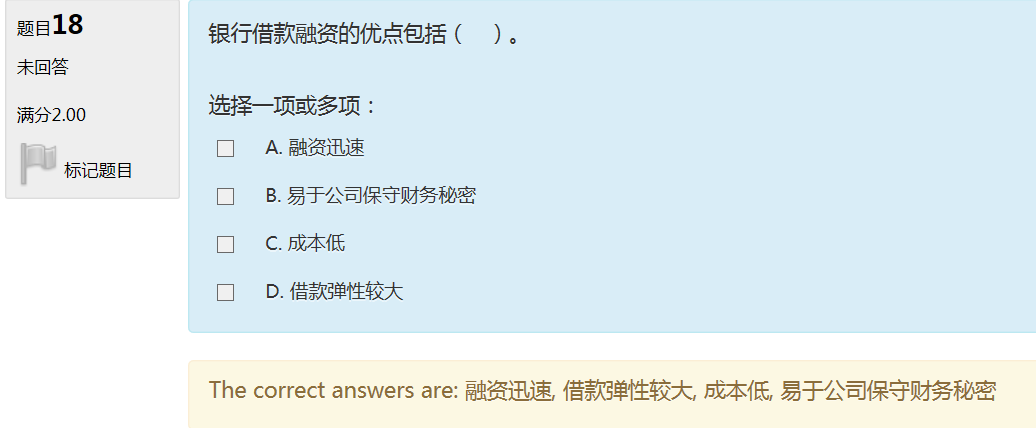 题目18
未回答
满分2.00
标记题目
银行借款融资的优点包括（ ）。
选择一项或多项：
A. 融资迅速
B. 易于公司保守财务秘密
C. 成本低
D. 借款弹性较大
The correct answers are: 融资迅速, 借款弹性较大, 成本低, 易于公司保守财务秘密